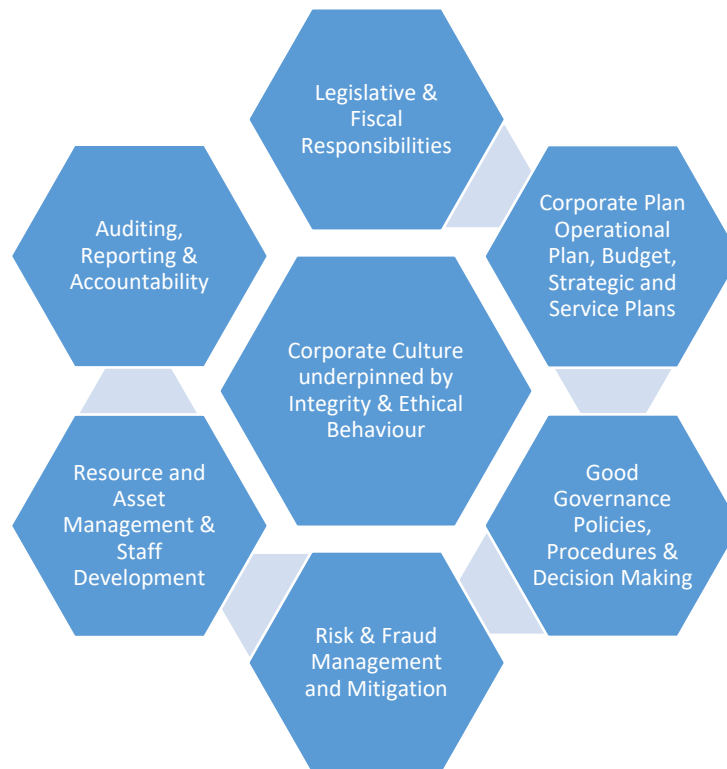 Legislative &
Fiscal
Responsibilities
Corporate Plan
Operational
Plan, Budget,
Strategic and
Service Plans
Good
Governance
Policies,
Procedures &
Decision Making
Risk & Fraud
Management
and Mitigation
Resource and
Asset
Management &
Staff
Development
Auditing,
Reporting &
Accountability
Corporate Culture
underpinned by
Integrity & Ethical
Behaviour